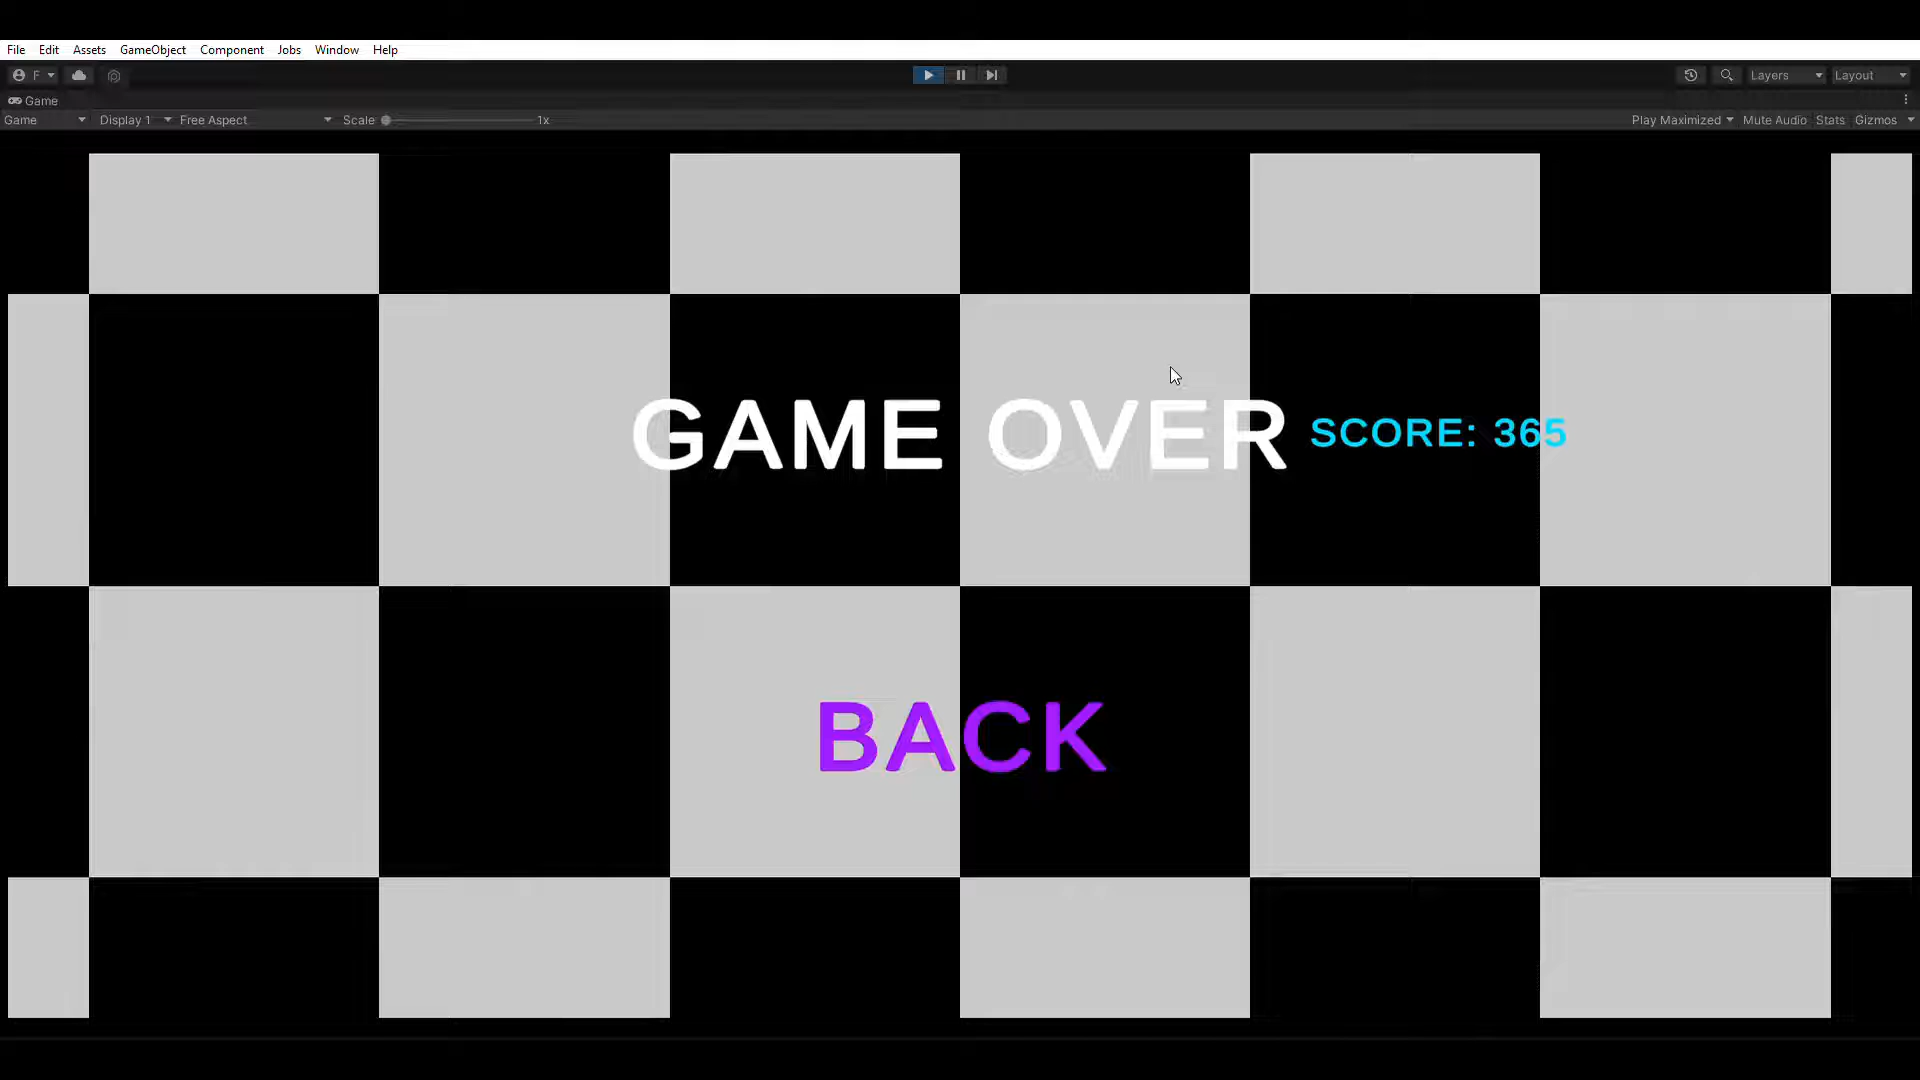 File Edit Assets GameObject Component Jobs Window Help
F Layers Layout
Game
Game Display 1 Free Aspect Scale 1x Play Maximized Mute Audio Stats Gizmos
GAME OVER SCORE: 365
BACK